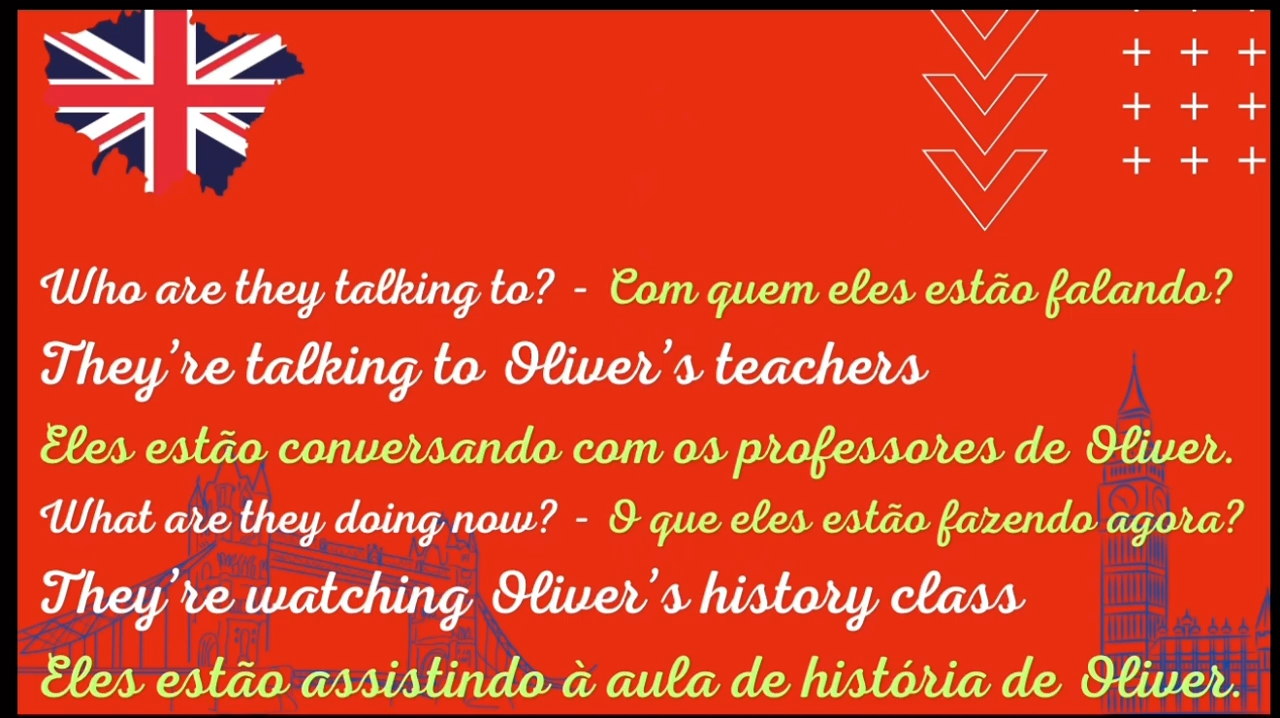 Who are they talking to? - Com quem eles estão falando?
They're talking to Oliver's teachers
Eles estão conversando com os professores de Oliver.
What are they doing now? - O que eles estão fazendo agora?
They're watching Oliver's history class
Eles estão assistindo à aula de história de Oliver.